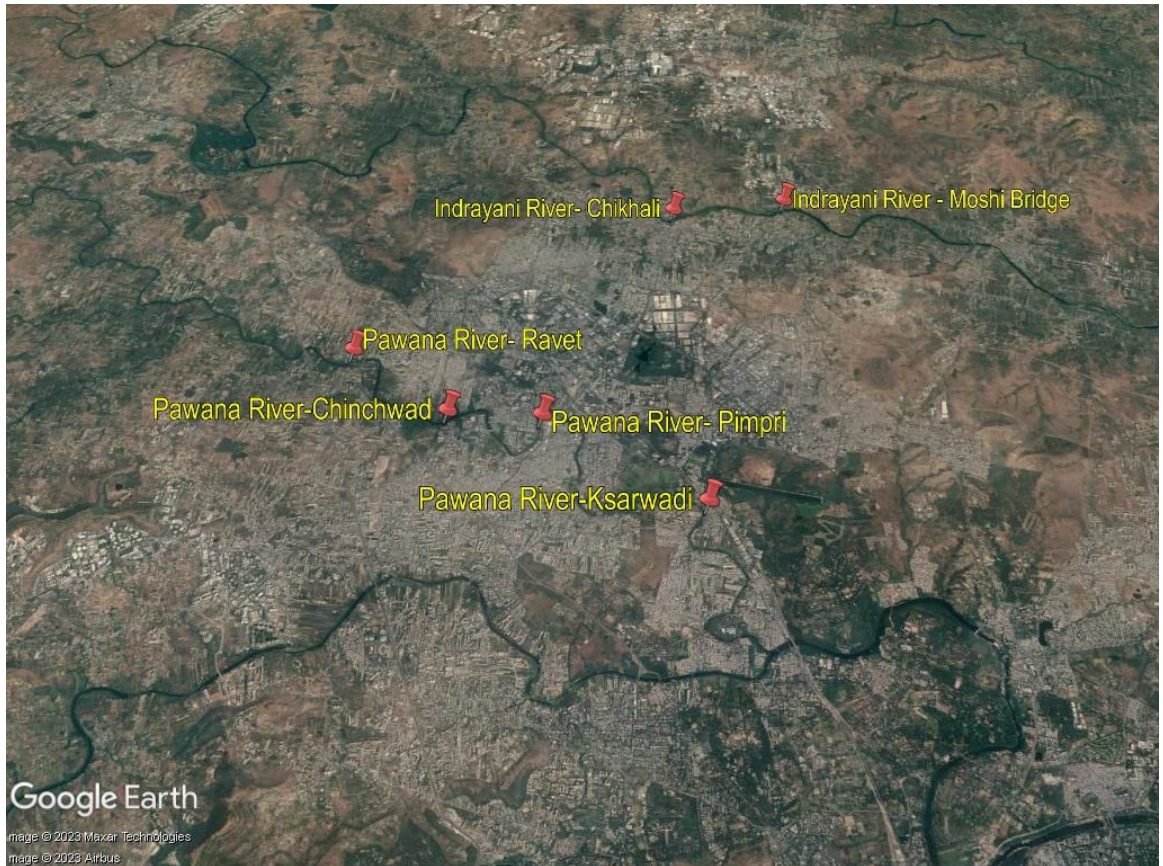 Indrayani River- Chikhali
Indrayani River - Moshi Bridge
Pawana River- Ravet
Pawana River-Chinchwad
Pawana River- Pimpri
Pawana River-Ksarwadi
Google Earth
mage © 2023 Maxar Technologies
mage © 2023 Airbus